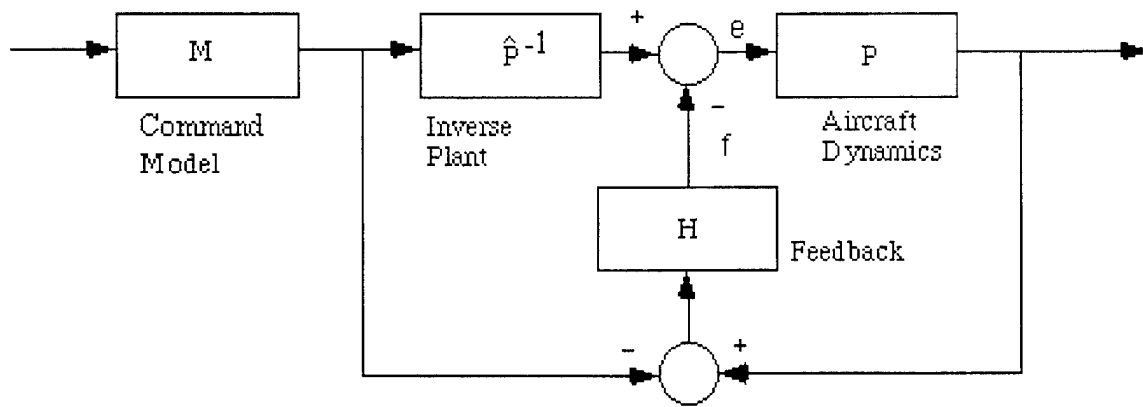 M
P̂⁻¹
+
e
P
Command
Model
Inverse
Plant
-
f
Aircraft
Dynamics
H
Feedback
-
+